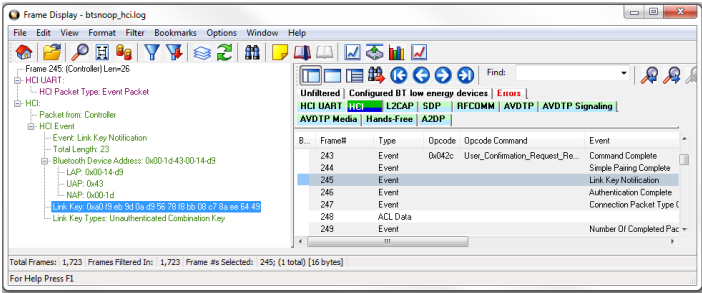 Frame Display - btsnoop_hci.log
File Edit View Format Filter Bookmarks Options Window Help
Frame 245: (Controller) Len=26
HCI UART:
HCI Packet Type: Event Packet
HCI:
Packet from: Controller
HCI Event
Event: Link Key Notification
Total Length: 23
Bluetooth Device Address: 0x00-1d-43-00-14-d9
LAP: 0x00-14-d9
UAP: 0x43
NAP: 0x00-1d
Link Key: 0xa0 f9 eb 9d 0a d9 56 78 f8 bb 08 c7 8a ee 64 49
Link Key Types: Unauthenticated Combination Key
Find:
Unfiltered Configured BT low energy devices Errors
HCI UART HCI L2CAP SDP RFCOMM AVDTP AVDTP Signaling
AVDTP Media Hands-Free A2DP
B... Frame# Type Opcode Opcode Command Event
243 Event 0x042c User_Confirmation_Request_Re... Command Complete
244 Event Simple Pairing Complete
245 Event Link Key Notification
246 Event Authentication Complete
247 Event Connection Packet Type C
248 ACL Data
249 Event Number Of Completed Pac
Total Frames: 1,723 Frames Filtered In: 1,723 Frame #s Selected: 245; (1 total) [16 bytes]
For Help Press F1